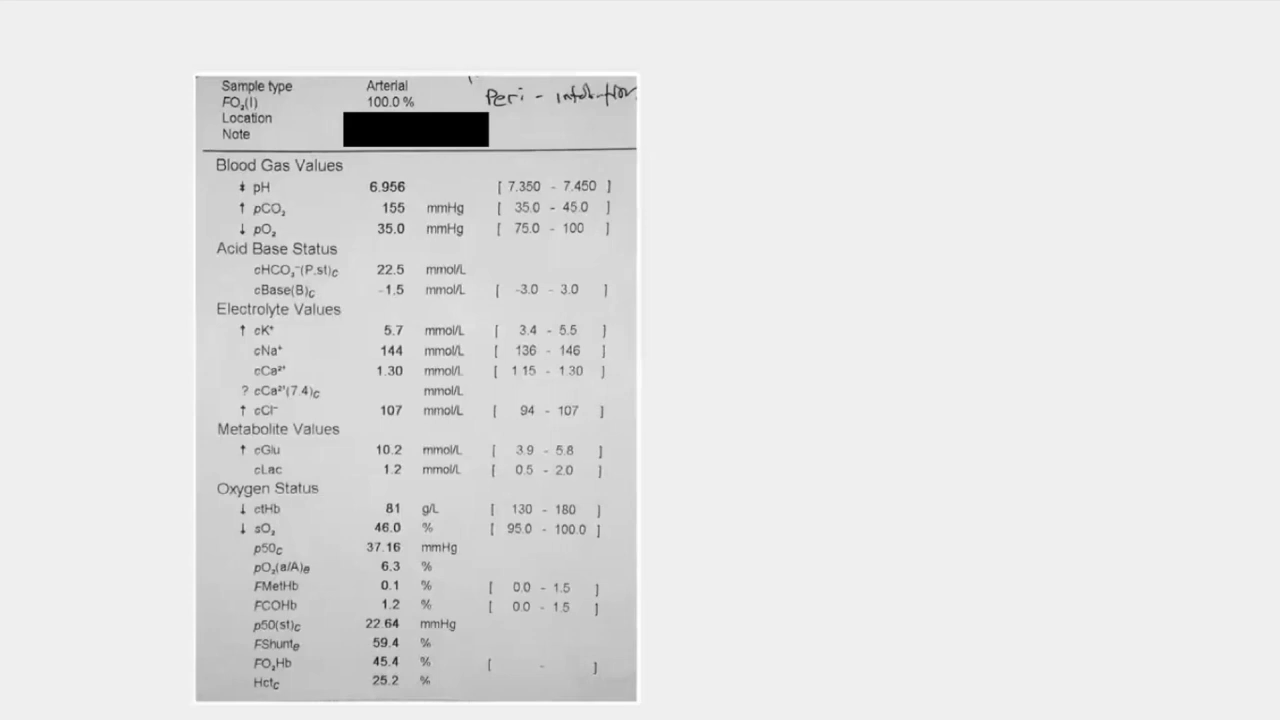 Sample type Arterial
FO₂(I) 100.0 % Peri - intubation
Location
Note
Blood Gas Values
‡ pH 6.956 [ 7.350 - 7.450 ]
↑ pCO₂ 155 mmHg [ 35.0 - 45.0 ]
↓ pO₂ 35.0 mmHg [ 75.0 - 100 ]
Acid Base Status
cHCO₃⁻(P.st)c 22.5 mmol/L
cBase(B)c -1.5 mmol/L [ -3.0 - 3.0 ]
Electrolyte Values
↑ cK⁺ 5.7 mmol/L [ 3.4 - 5.5 ]
cNa⁺ 144 mmol/L [ 136 - 146 ]
cCa²⁺ 1.30 mmol/L [ 1.15 - 1.30 ]
? cCa²⁺(7.4)c mmol/L
↑ cCl⁻ 107 mmol/L [ 94 - 107 ]
Metabolite Values
↑ cGlu 10.2 mmol/L [ 3.9 - 5.8 ]
cLac 1.2 mmol/L [ 0.5 - 2.0 ]
Oxygen Status
↓ ctHb 81 g/L [ 130 - 180 ]
↓ sO₂ 46.0 % [ 95.0 - 100.0 ]
p50c 37.16 mmHg
pO₂(a/A)e 6.3 %
FMetHb 0.1 % [ 0.0 - 1.5 ]
FCOHb 1.2 % [ 0.0 - 1.5 ]
p50(st)c 22.64 mmHg
FShunte 59.4 %
FO₂Hb 45.4 % [ - ]
Hctc 25.2 %